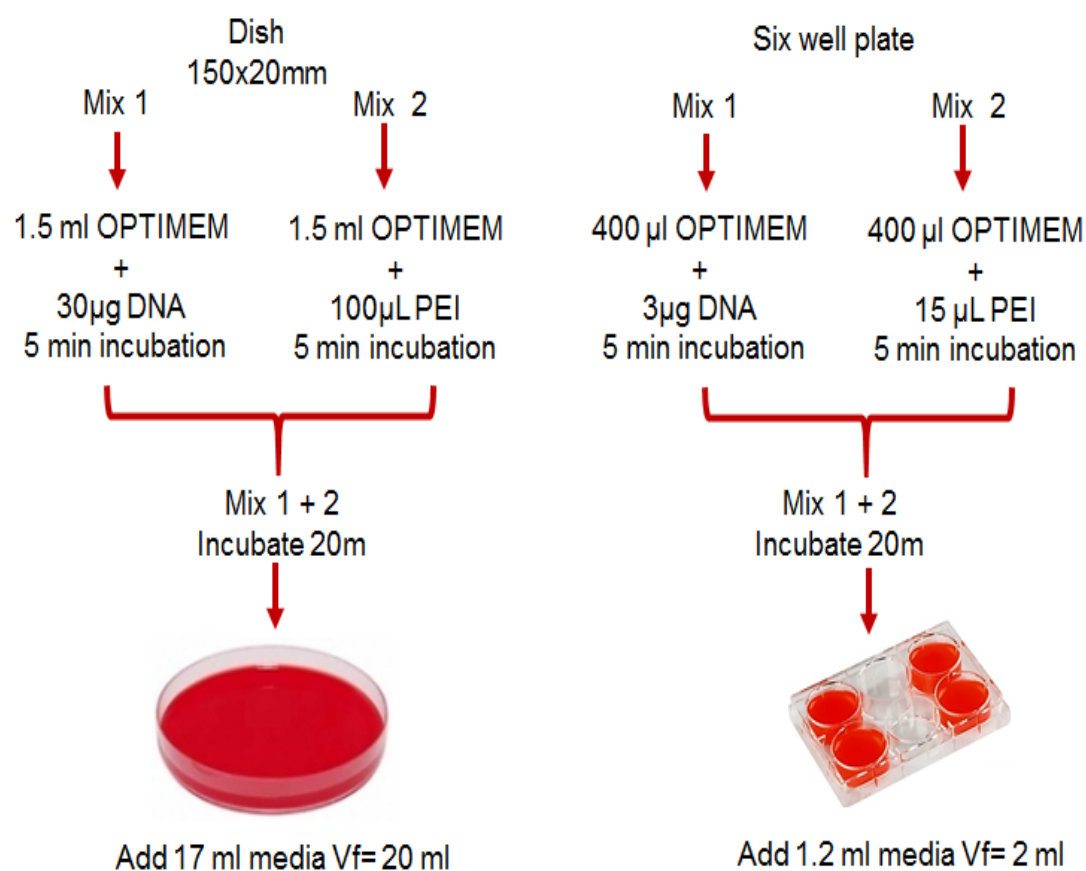 Dish
150x20mm
Mix 1
Mix 2
1.5 ml OPTIMEM
+
30µg DNA
5 min incubation
1.5 ml OPTIMEM
+
100µL PEI
5 min incubation
Mix 1 + 2
Incubate 20m
Add 17 ml media Vf= 20 ml
Six well plate
Mix 1
Mix 2
400 µl OPTIMEM
+
3µg DNA
5 min incubation
400 µl OPTIMEM
+
15 µL PEI
5 min incubation
Mix 1 + 2
Incubate 20m
Add 1.2 ml media Vf= 2 ml